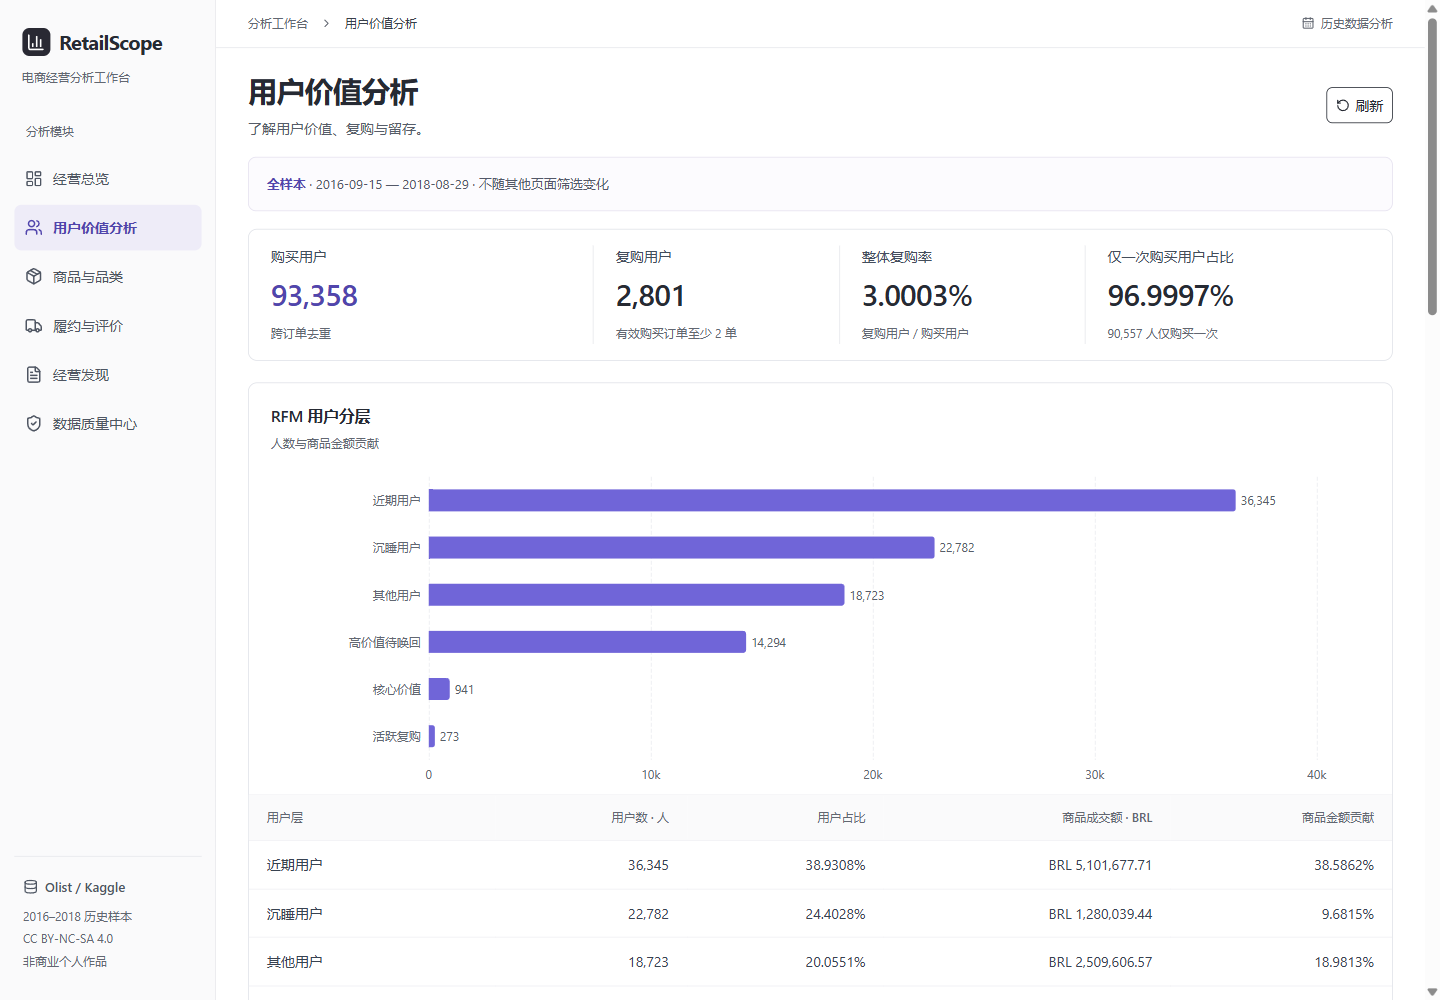 RetailScope
电商经营分析工作台
分析模块
经营总览
用户价值分析
商品与品类
履约与评价
经营发现
数据质量中心
Olist / Kaggle
2016–2018 历史样本
CC BY-NC-SA 4.0
非商业个人作品
分析工作台 > 用户价值分析
历史数据分析
用户价值分析
了解用户价值、复购与留存。
刷新
全样本 · 2016-09-15 — 2018-08-29 · 不随其他页面筛选变化
购买用户
93,358
跨订单去重
复购用户
2,801
有效购买订单至少 2 单
整体复购率
3.0003%
复购用户 / 购买用户
仅一次购买用户占比
96.9997%
90,557 人仅购买一次
RFM 用户分层
人数与商品金额贡献
近期用户 36,345
沉睡用户 22,782
其他用户 18,723
高价值待唤回 14,294
核心价值 941
活跃复购 273
0 10k 20k 30k 40k
用户层 用户数 · 人 用户占比 商品成交额 · BRL 商品金额贡献
近期用户 36,345 38.9308% BRL 5,101,677.71 38.5862%
沉睡用户 22,782 24.4028% BRL 1,280,039.44 9.6815%
其他用户 18,723 20.0551% BRL 2,509,606.57 18.9813%